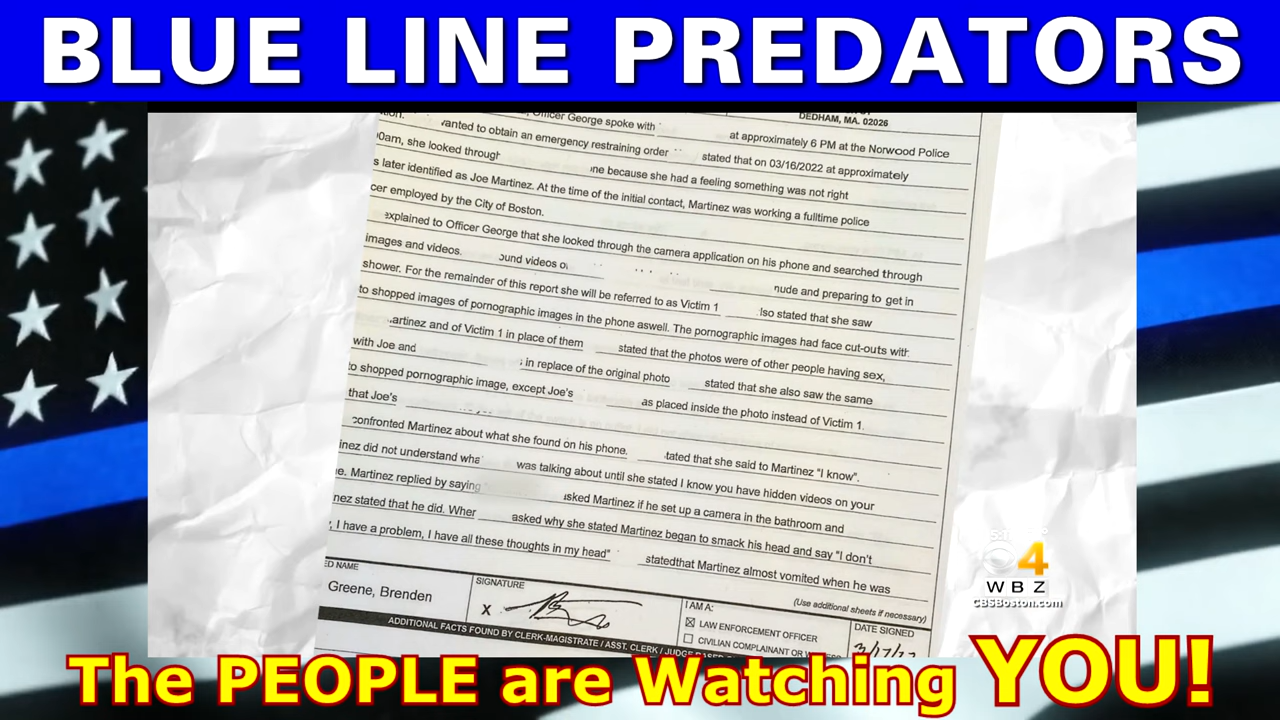 BLUE LINE PREDATORS
DEDHAM, MA. 02026
Officer George spoke with at approximately 6 PM at the Norwood Police
wanted to obtain an emergency restraining order stated that on 03/16/2022 at approximately
0am, she looked through one because she had a feeling something was not right
s later identified as Joe Martinez. At the time of the initial contact, Martinez was working a fulltime police
cer employed by the City of Boston.
explained to Officer George that she looked through the camera application on his phone and searched through
images and videos. ound videos o nude and preparing to get in
shower. For the remainder of this report she will be referred to as Victim 1 lso stated that she saw
to shopped images of pornographic images in the phone aswell. The pornographic images had face cut-outs with
artinez and of Victim 1 in place of them stated that the photos were of other people having sex,
with Joe and in replace of the original photo stated that she also saw the same
to shopped pornographic image, except Joe's as placed inside the photo instead of Victim 1.
that Joe's
confronted Martinez about what she found on his phone. tated that she said to Martinez "I know".
inez did not understand wha was talking about until she stated I know you have hidden videos on your
e. Martinez replied by saying asked Martinez if he set up a camera in the bathroom and
nez stated that he did. When asked why she stated Martinez began to smack his head and say "I don't
, I have a problem, I have all these thoughts in my head" statedthat Martinez almost vomited when he was
(Use additional sheets if necessary)
ED NAME
Greene, Brenden
SIGNATURE
X
I AM A:
LAW ENFORCEMENT OFFICER
CIVILIAN COMPLAINANT OR
DATE SIGNED
ADDITIONAL FACTS FOUND BY CLERK-MAGISTRATE / ASST. CLERK / JUDGE
4
WBZ
CBSBoston.com
The PEOPLE are Watching YOU!